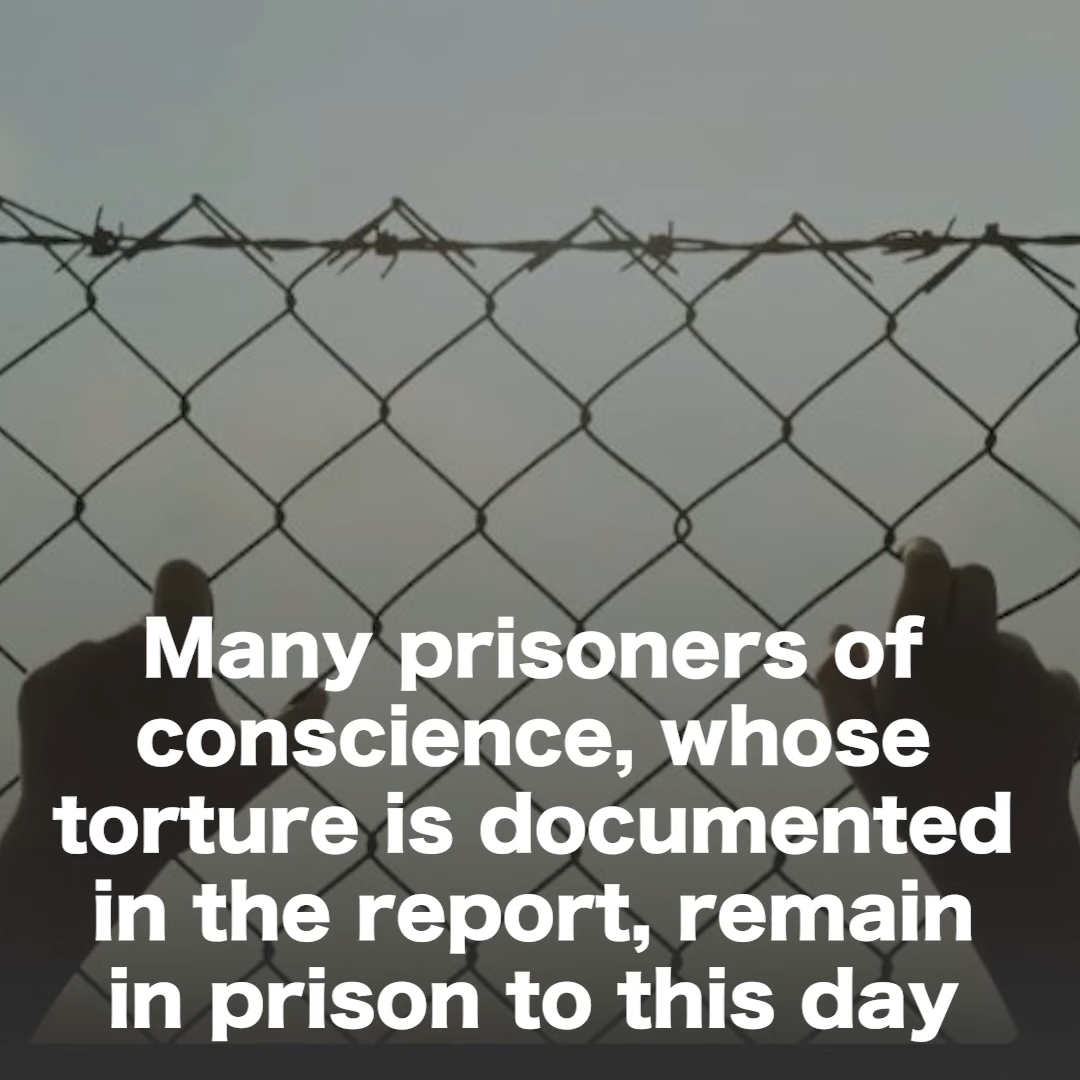 Many prisoners of
conscience, whose
torture is documented
in the report, remain
in prison to this day